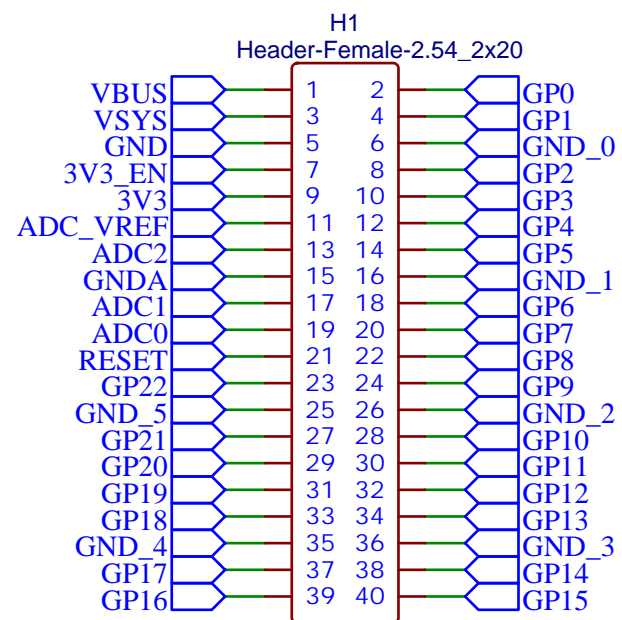 H1
Header-Female-2.54_2x20
VBUS 1 2 GP0
VSYS 3 4 GP1
GND 5 6 GND_0
3V3_EN 7 8 GP2
3V3 9 10 GP3
ADC_VREF 11 12 GP4
ADC2 13 14 GP5
GNDA 15 16 GND_1
ADC1 17 18 GP6
ADC0 19 20 GP7
RESET 21 22 GP8
GP22 23 24 GP9
GND_5 25 26 GND_2
GP21 27 28 GP10
GP20 29 30 GP11
GP19 31 32 GP12
GP18 33 34 GP13
GND_4 35 36 GND_3
GP17 37 38 GP14
GP16 39 40 GP15